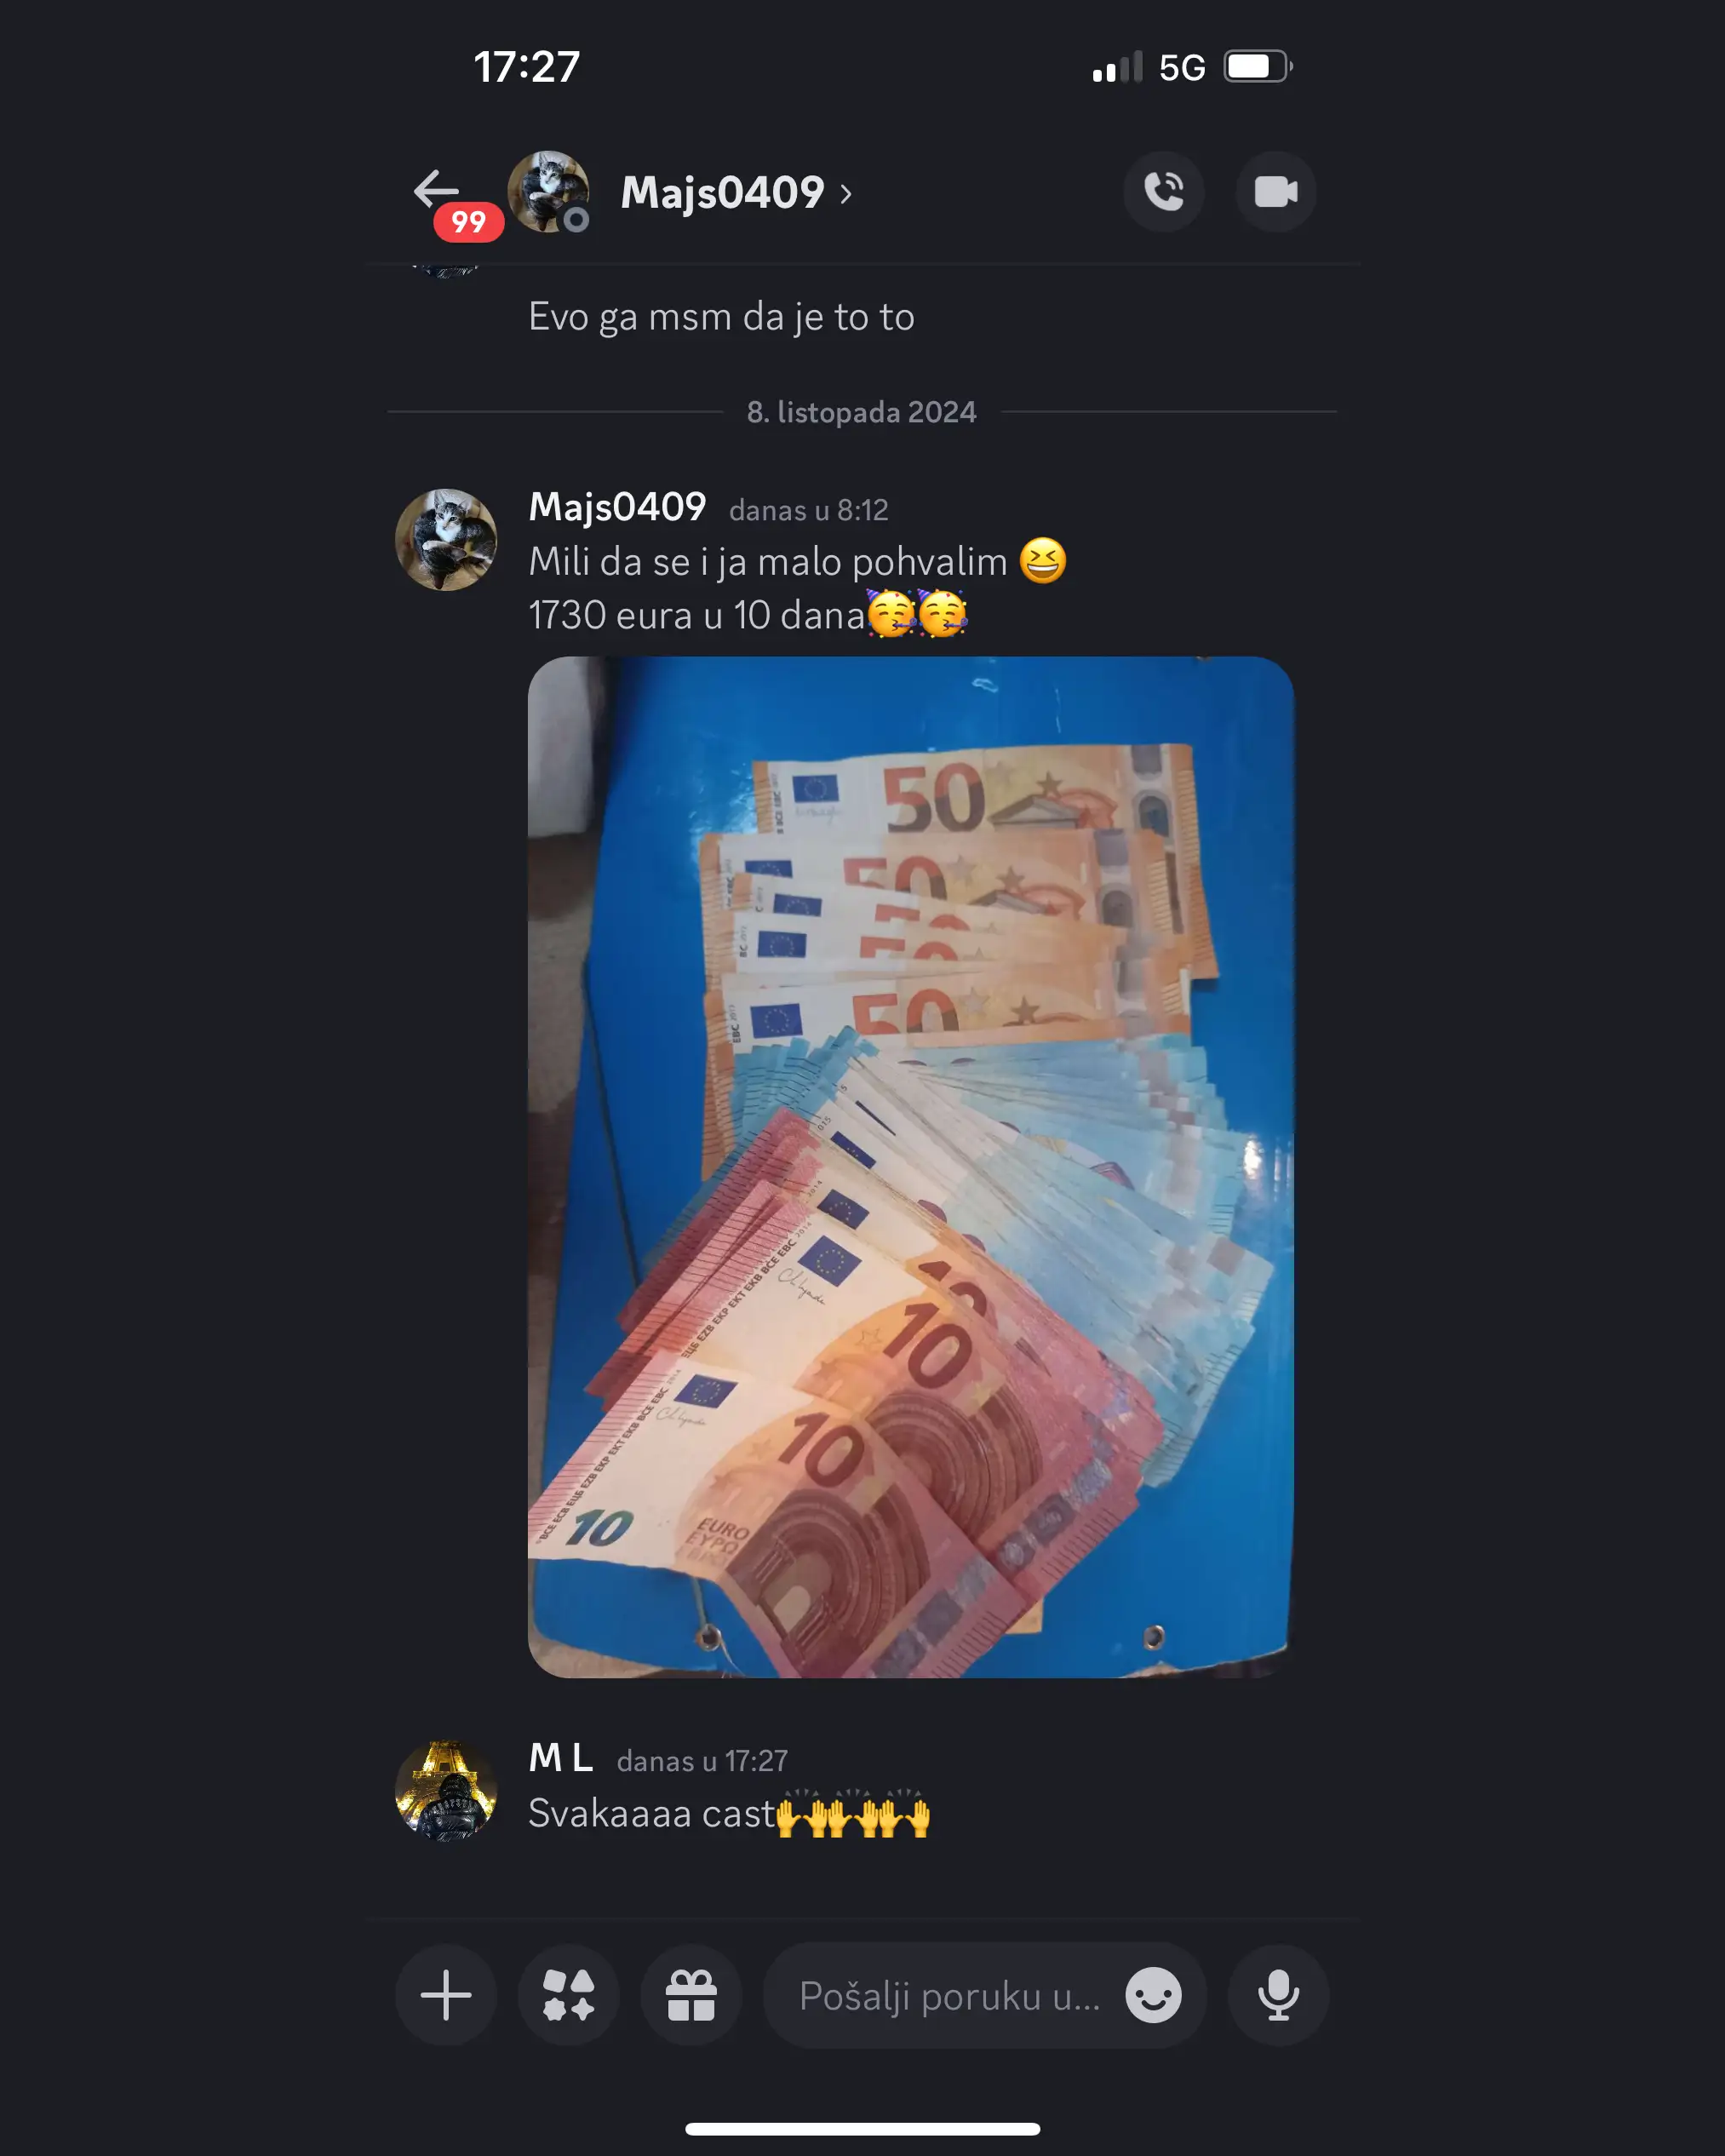 17:27
5G
99
Majs0409
Evo ga msm da je to to
8. listopada 2024
Majs0409 danas u 8:12
Mili da se i ja malo pohvalim 😆
1730 eura u 10 dana🥳🥳
50
50
50
10
10
10
10
EURO
ΕΥΡΩ
M L danas u 17:27
Svakaaaa cast🙌🙌🙌
Pošalji poruku u...